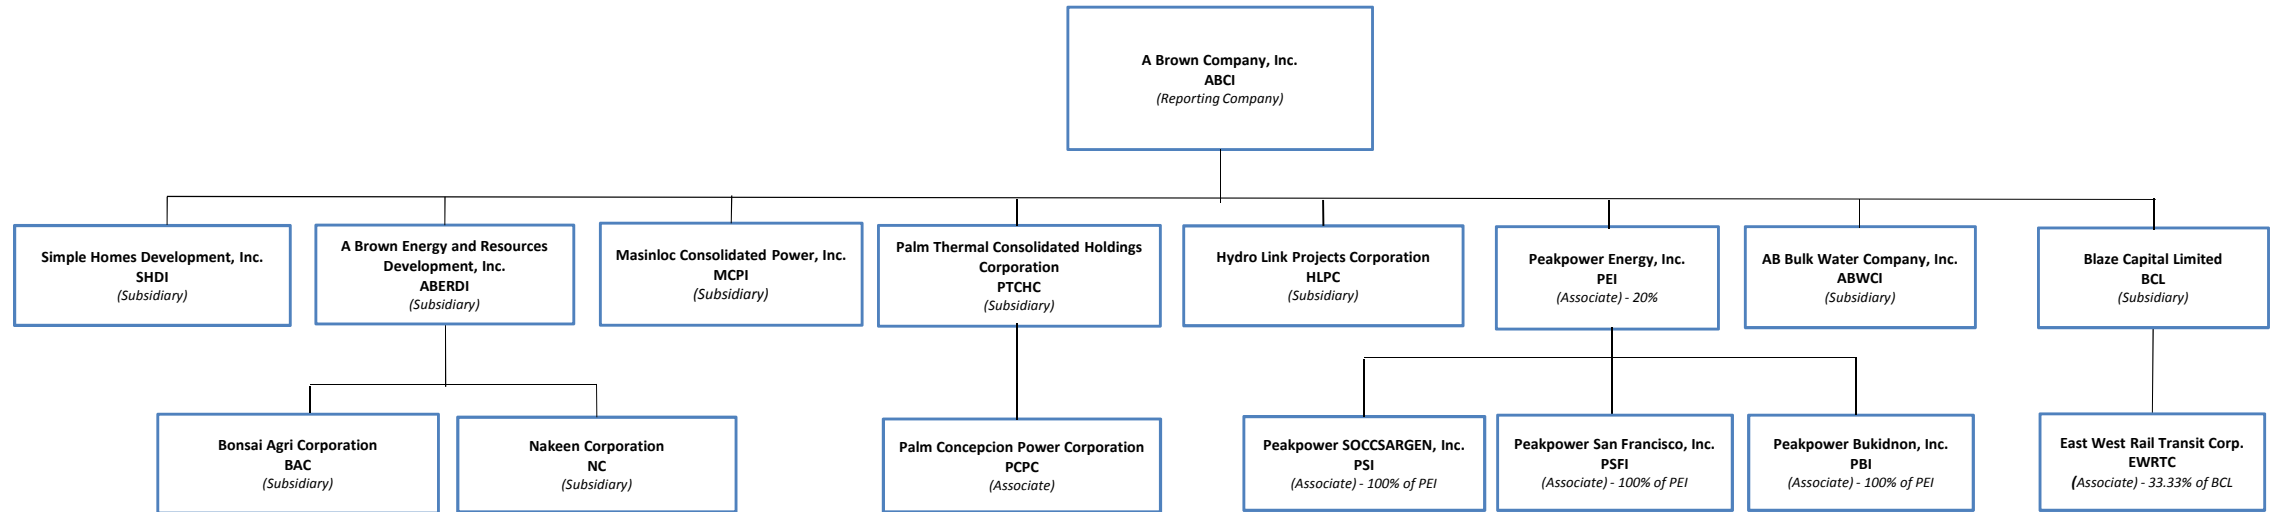 A Brown Company, Inc.
ABCI
(Reporting Company)
Simple Homes Development, Inc.
SHDI
(Subsidiary)
A Brown Energy and Resources
Development, Inc.
ABERDI
(Subsidiary)
Masinloc Consolidated Power, Inc.
MCPI
(Subsidiary)
Palm Thermal Consolidated Holdings
Corporation
PTCHC
(Subsidiary)
Hydro Link Projects Corporation
HLPC
(Subsidiary)
Peakpower Energy, Inc.
PEI
(Associate) - 20%
AB Bulk Water Company, Inc.
ABWCI
(Subsidiary)
Blaze Capital Limited
BCL
(Subsidiary)
Bonsai Agri Corporation
BAC
(Subsidiary)
Nakeen Corporation
NC
(Subsidiary)
Palm Concepcion Power Corporation
PCPC
(Associate)
Peakpower SOCCSARGEN, Inc.
PSI
(Associate) - 100% of PEI
Peakpower San Francisco, Inc.
PSFI
(Associate) - 100% of PEI
Peakpower Bukidnon, Inc.
PBI
(Associate) - 100% of PEI
East West Rail Transit Corp.
EWRTC
(Associate) - 33.33% of BCL